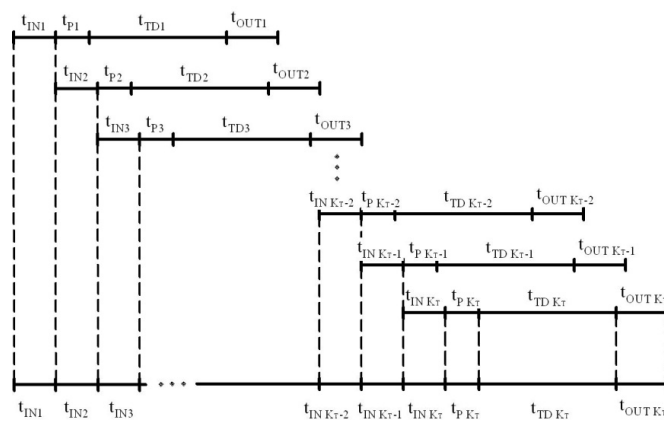 tIN1 tP1 tTD1 tOUT1
tIN2 tP2 tTD2 tOUT2
tIN3 tP3 tTD3 tOUT3
tIN KT-2 tP KT-2 tTD KT-2 tOUT KT-2
tIN KT-1 tP KT-1 tTD KT-1 tOUT KT-1
tIN KT tP KT tTD KT
tIN1 tIN2 tIN3 tIN KT-2 tIN KT-1 tIN KT tP KT tTD KT